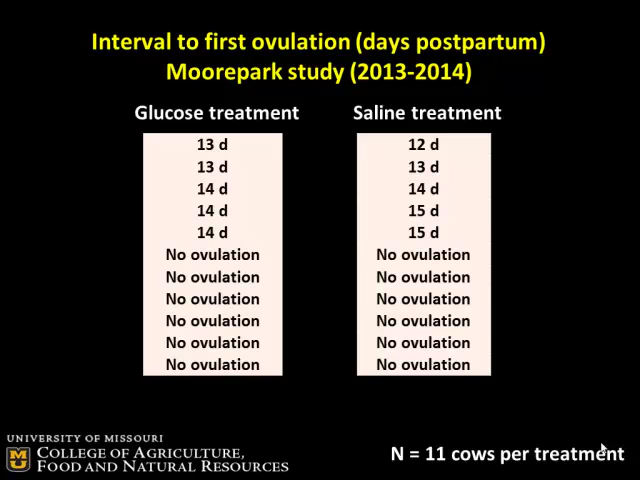 Interval to first ovulation (days postpartum)
Moorepark study (2013-2014)
Glucose treatment Saline treatment
13 d 12 d
13 d 13 d
14 d 14 d
14 d 15 d
14 d 15 d
No ovulation No ovulation
No ovulation No ovulation
No ovulation No ovulation
No ovulation No ovulation
No ovulation No ovulation
No ovulation No ovulation
UNIVERSITY OF MISSOURI
COLLEGE OF AGRICULTURE,
FOOD AND NATURAL RESOURCES
N = 11 cows per treatment